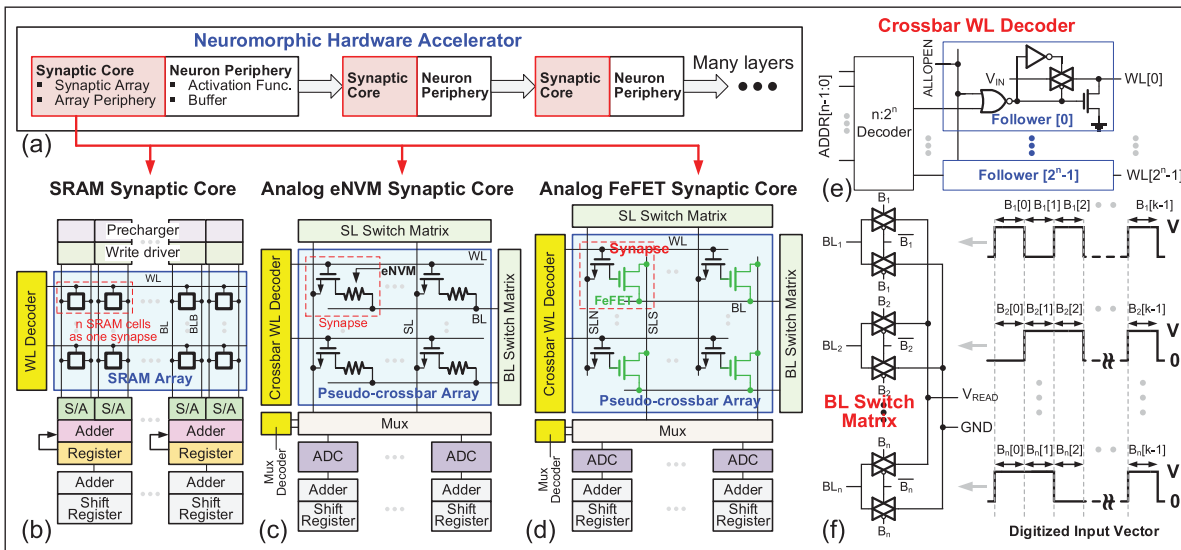 Neuromorphic Hardware Accelerator
Synaptic Core
▪ Synaptic Array
▪ Array Periphery
Neuron Periphery
▪ Activation Func.
▪ Buffer
Synaptic
Core
Neuron
Periphery
Synaptic
Core
Neuron
Periphery
Many layers
(a)
SRAM Synaptic Core
Precharger
Write driver
WL Decoder
WL
BL
BLB
n SRAM cells
as one synapse
SRAM Array
S/A
S/A
S/A
S/A
Adder
Adder
Register
Register
Adder
Adder
Shift
Register
Shift
Register
(b)
Analog eNVM Synaptic Core
SL Switch Matrix
Crossbar WL Decoder
WL
eNVM
Synapse
SL
BL
BL Switch Matrix
Pseudo-crossbar Array
Mux
Mux
Decoder
ADC
ADC
Adder
Adder
Shift
Register
Shift
Register
(c)
Analog FeFET Synaptic Core
SL Switch Matrix
Crossbar WL Decoder
WL
Synapse
FeFET
SLN
SLS
BL
BL Switch Matrix
Pseudo-crossbar Array
Mux
Mux
Decoder
ADC
ADC
Adder
Adder
Shift
Register
Shift
Register
(d)
Crossbar WL Decoder
ADDR[n-1:0]
n:2ⁿ
Decoder
ALLOPEN
V_IN
WL[0]
Follower [0]
Follower [2ⁿ-1]
WL[2ⁿ-1]
(e)
B₁
BL₁
B̅₁
B₁
B₂
BL₂
B̅₂
B₂
BL Switch
Matrix
V_READ
GND
Bₙ
BLₙ
B̅ₙ
Bₙ
B₁[0] B₁[1] B₁[2] B₁[k-1]
V
0
B₂[0] B₂[1] B₂[2] B₂[k-1]
V
0
Bₙ[0] Bₙ[1] Bₙ[2] Bₙ[k-1]
V
0
(f)
Digitized Input Vector